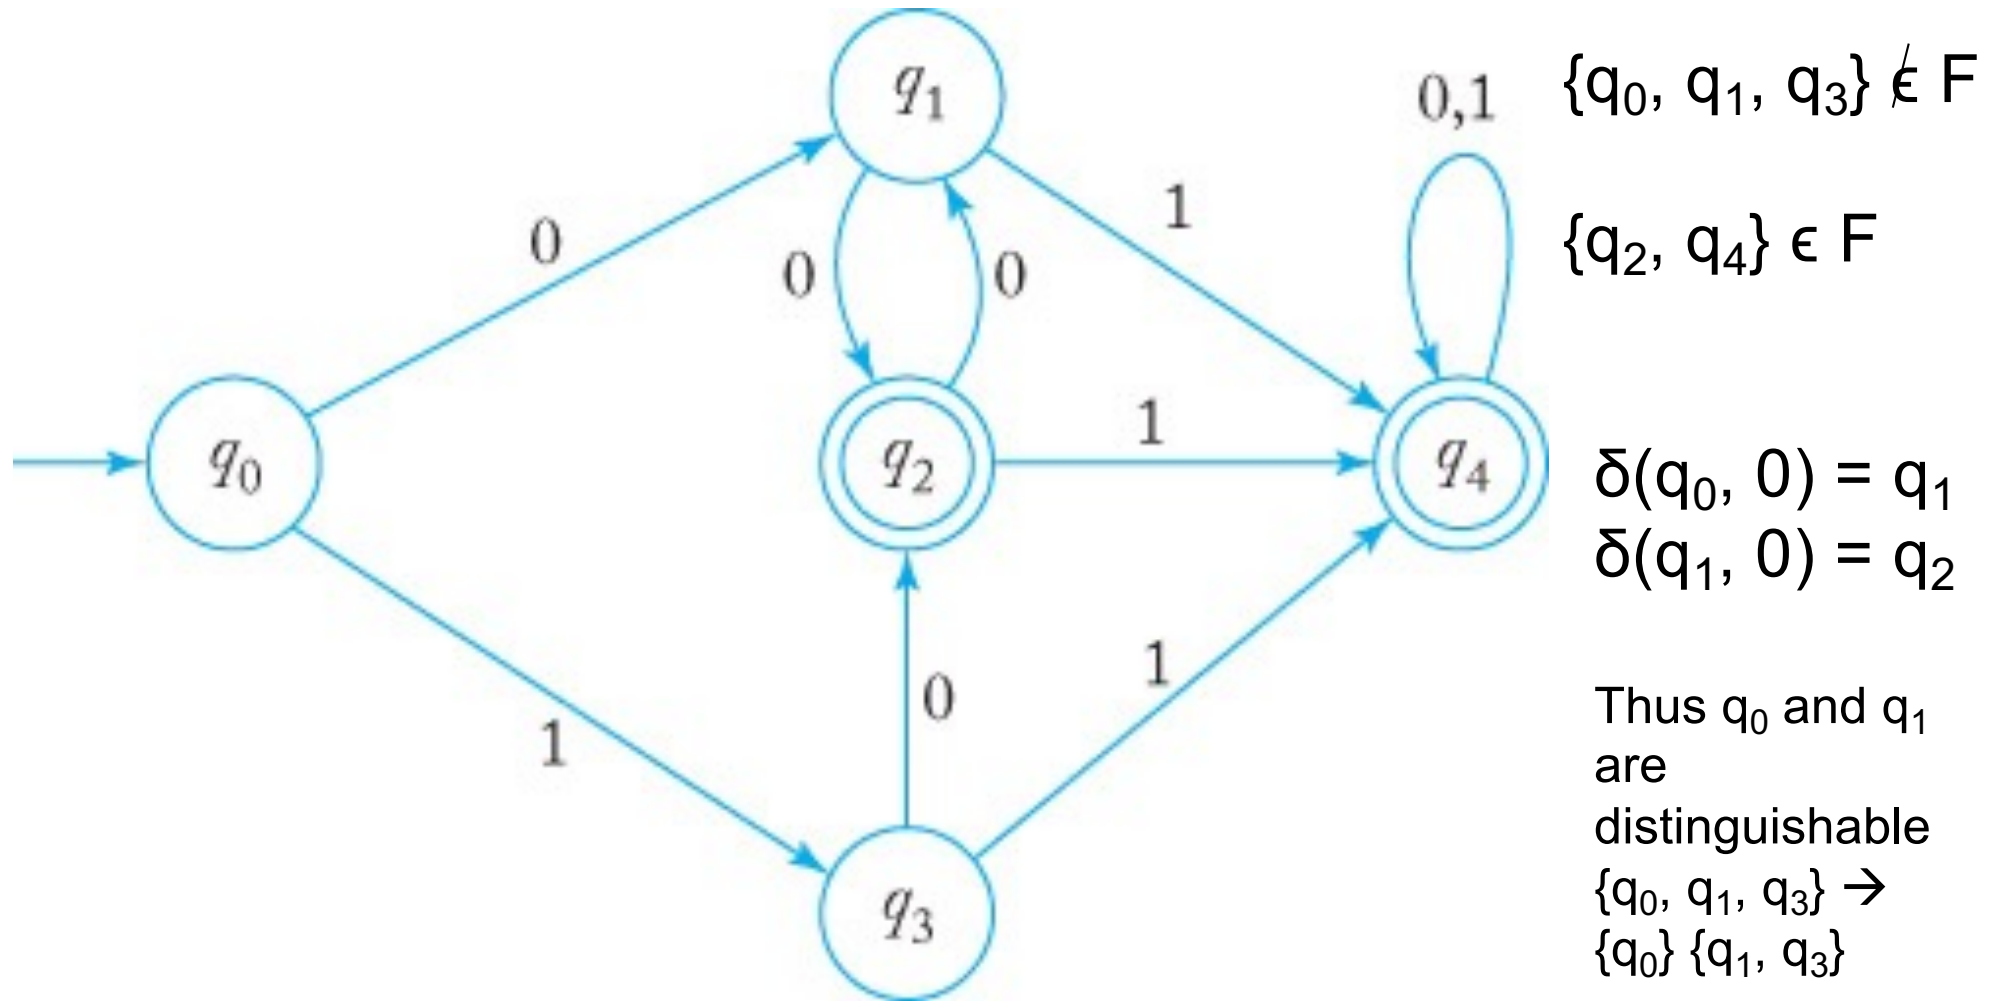 q₁
0,1
{q₀, q₁, q₃} ∉ F
0
1
0
0
{q₂, q₄} ϵ F
q₀
q₂
1
q₄
δ(q₀, 0) = q₁
δ(q₁, 0) = q₂
1
0
1
q₃
Thus q₀ and q₁
are
distinguishable
{q₀, q₁, q₃} →
{q₀} {q₁, q₃}